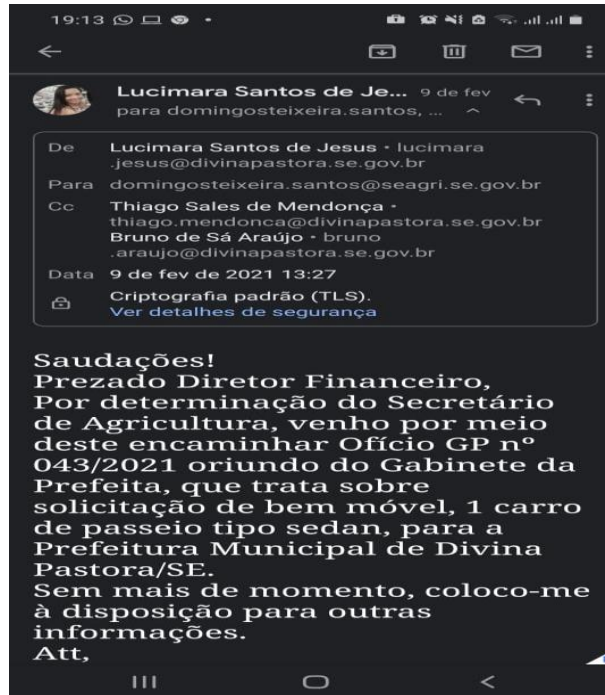 19:13
Lucimara Santos de Je... 9 de fev
para domingosteixeira.santos, ...
De Lucimara Santos de Jesus • lucimara
.jesus@divinapastora.se.gov.br
Para domingosteixeira.santos@seagri.se.gov.br
Cc Thiago Sales de Mendonça •
thiago.mendonca@divinapastora.se.gov.br
Bruno de Sá Araújo • bruno
.araujo@divinapastora.se.gov.br
Data 9 de fev de 2021 13:27
Criptografia padrão (TLS).
Ver detalhes de segurança
Saudações!
Prezado Diretor Financeiro,
Por determinação do Secretário
de Agricultura, venho por meio
deste encaminhar Ofício GP nº
043/2021 oriundo do Gabinete da
Prefeita, que trata sobre
solicitação de bem móvel, 1 carro
de passeio tipo sedan, para a
Prefeitura Municipal de Divina
Pastora/SE.
Sem mais de momento, coloco-me
à disposição para outras
informações.
Att,